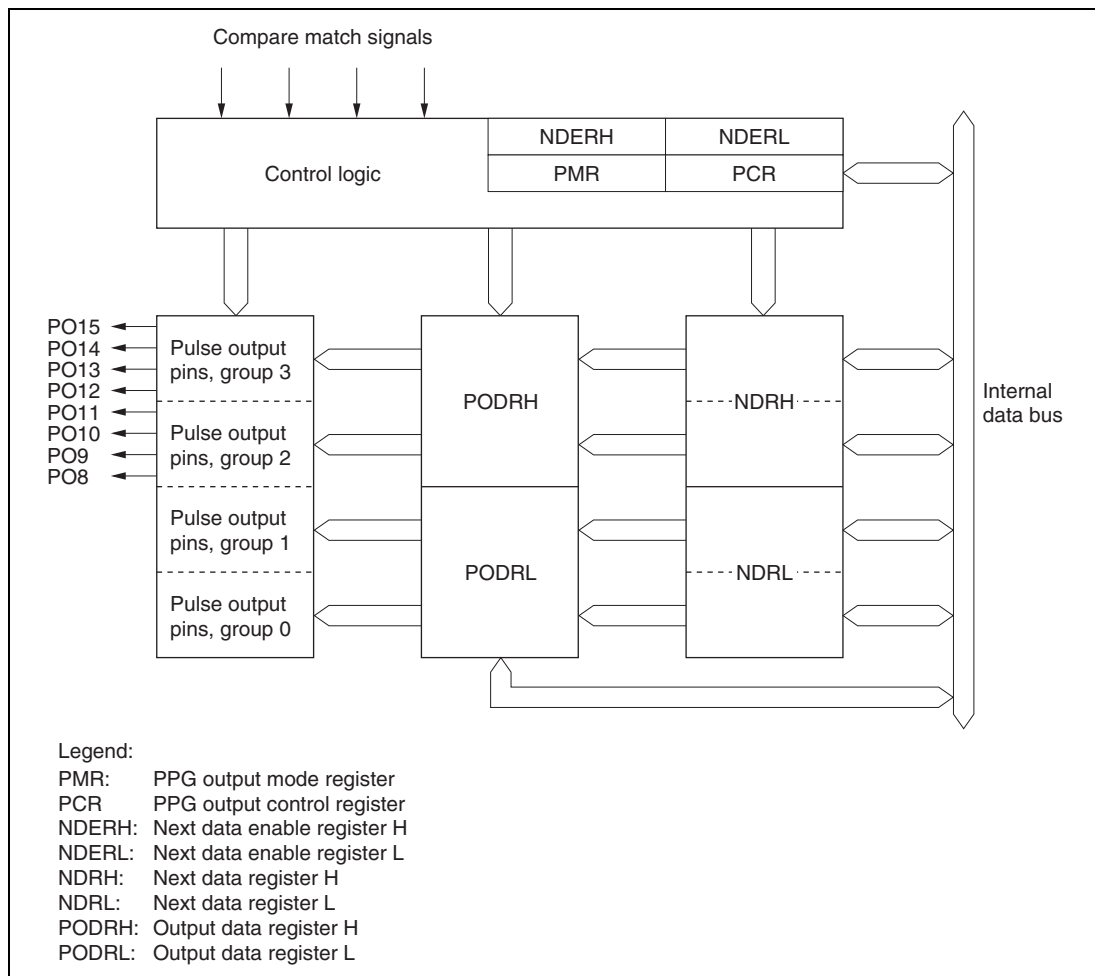 Compare match signals
NDERH
NDERL
Control logic
PMR
PCR
PO15
PO14
PO13
PO12
PO11
PO10
PO9
PO8
Pulse output
pins, group 3
Pulse output
pins, group 2
Pulse output
pins, group 1
Pulse output
pins, group 0
PODRH
PODRL
NDRH
NDRL
Internal
data bus
Legend:
PMR: PPG output mode register
PCR PPG output control register
NDERH: Next data enable register H
NDERL: Next data enable register L
NDRH: Next data register H
NDRL: Next data register L
PODRH: Output data register H
PODRL: Output data register L